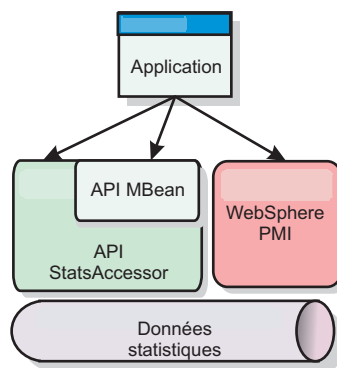 Application
API MBean
API
StatsAccessor
WebSphere
PMI
Données
statistiques